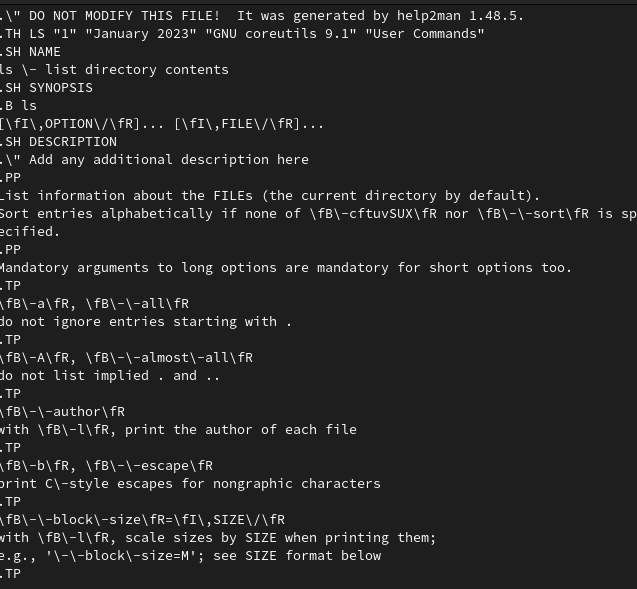 .\" DO NOT MODIFY THIS FILE!  It was generated by help2man 1.48.5.
.TH LS "1" "January 2023" "GNU coreutils 9.1" "User Commands"
.SH NAME
ls \- list directory contents
.SH SYNOPSIS
.B ls
[\fI\,OPTION\/\fR]... [\fI\,FILE\/\fR]...
.SH DESCRIPTION
.\" Add any additional description here
.PP
List information about the FILEs (the current directory by default).
Sort entries alphabetically if none of \fB\-cftuvSUX\fR nor \fB\-\-sort\fR is sp
ecified.
.PP
Mandatory arguments to long options are mandatory for short options too.
.TP
\fB\-a\fR, \fB\-\-all\fR
do not ignore entries starting with .
.TP
\fB\-A\fR, \fB\-\-almost\-all\fR
do not list implied . and ..
.TP
\fB\-\-author\fR
with \fB\-l\fR, print the author of each file
.TP
\fB\-b\fR, \fB\-\-escape\fR
print C\-style escapes for nongraphic characters
.TP
\fB\-\-block\-size\fR=\fI\,SIZE\/\fR
with \fB\-l\fR, scale sizes by SIZE when printing them;
e.g., '\-\-block\-size=M'; see SIZE format below
.TP